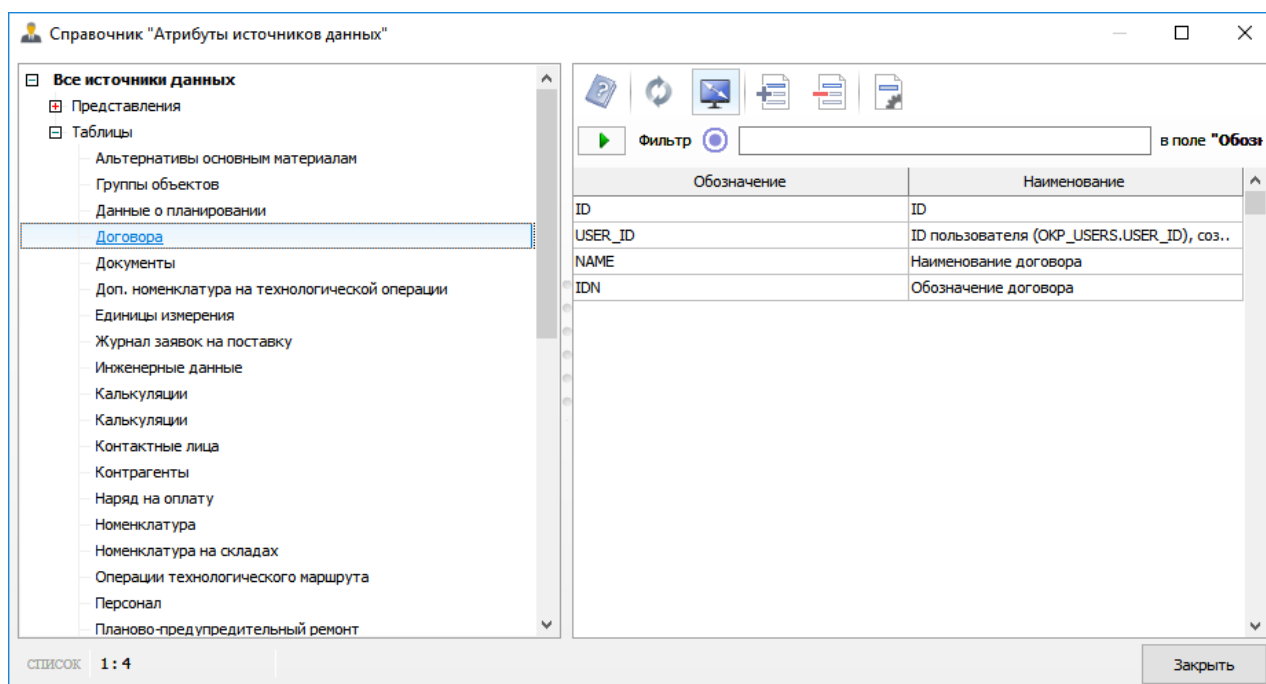 Справочник "Атрибуты источников данных"
Все источники данных
Представления
Таблицы
Альтернативы основным материалам
Группы объектов
Данные о планировании
Договора
Документы
Доп. номенклатура на технологической операции
Единицы измерения
Журнал заявок на поставку
Инженерные данные
Калькуляции
Калькуляции
Контактные лица
Контрагенты
Наряд на оплату
Номенклатура
Номенклатура на складах
Операции технологического маршрута
Персонал
Планово-предупредительный ремонт
Фильтр в поле "Обозн
Обозначение Наименование
ID ID
USER_ID ID пользователя (OKP_USERS.USER_ID), соз..
NAME Наименование договора
IDN Обозначение договора
список 1:4
Закрыть